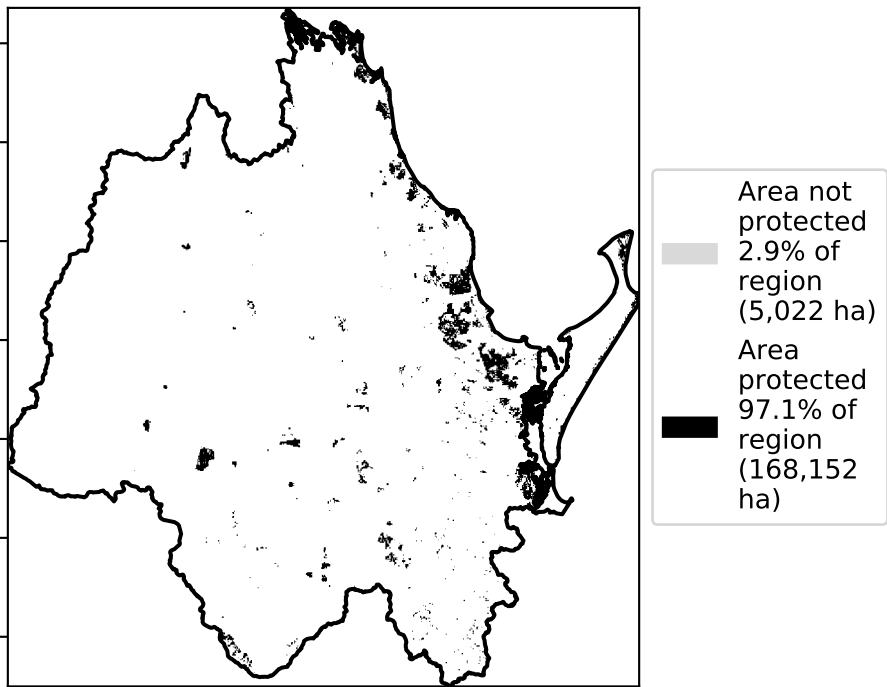 Area not
protected
2.9% of
region
(5,022 ha)
Area
protected
97.1% of
region
(168,152
ha)